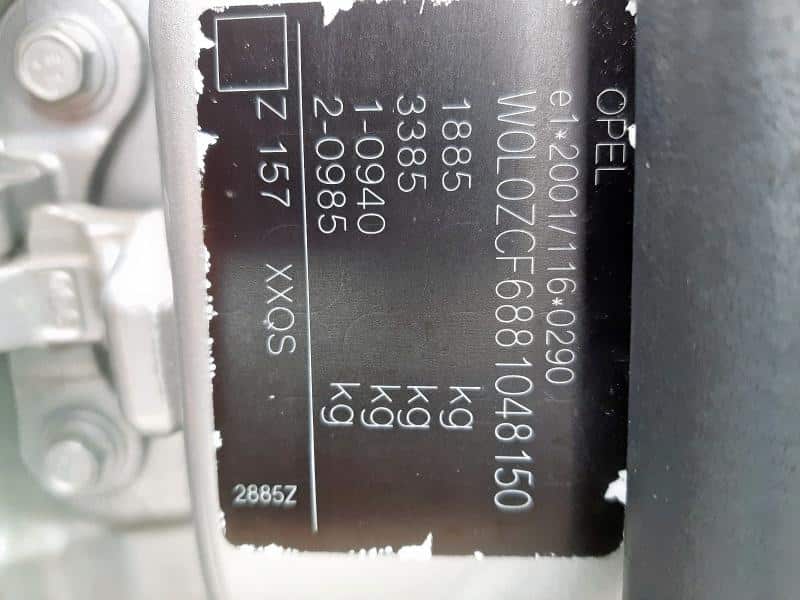 OPEL
e1*2001/116*0290
W0L0ZCF6881048150
1885 kg
3385 kg
1-0940 kg
2-0985 kg
Z 157 XXQS
2885Z